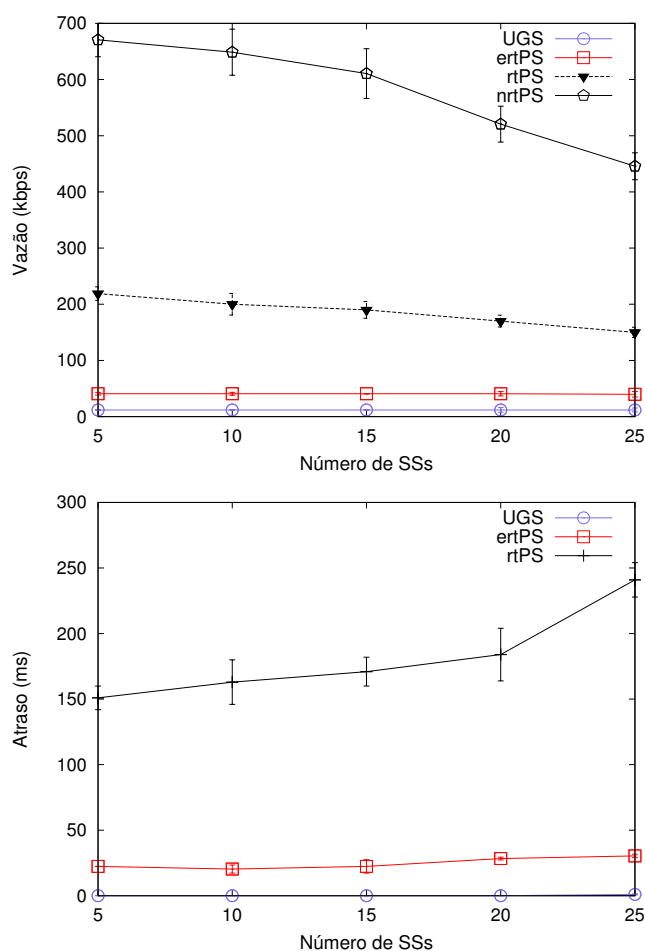 700
600
500
400
300
200
100
0
Vazão (kbps)
UGS
ertPS
rtPS
nrtPS
5 10 15 20 25
Número de SSs
300
250
200
150
100
50
0
Atraso (ms)
UGS
ertPS
rtPS
5 10 15 20 25
Número de SSs